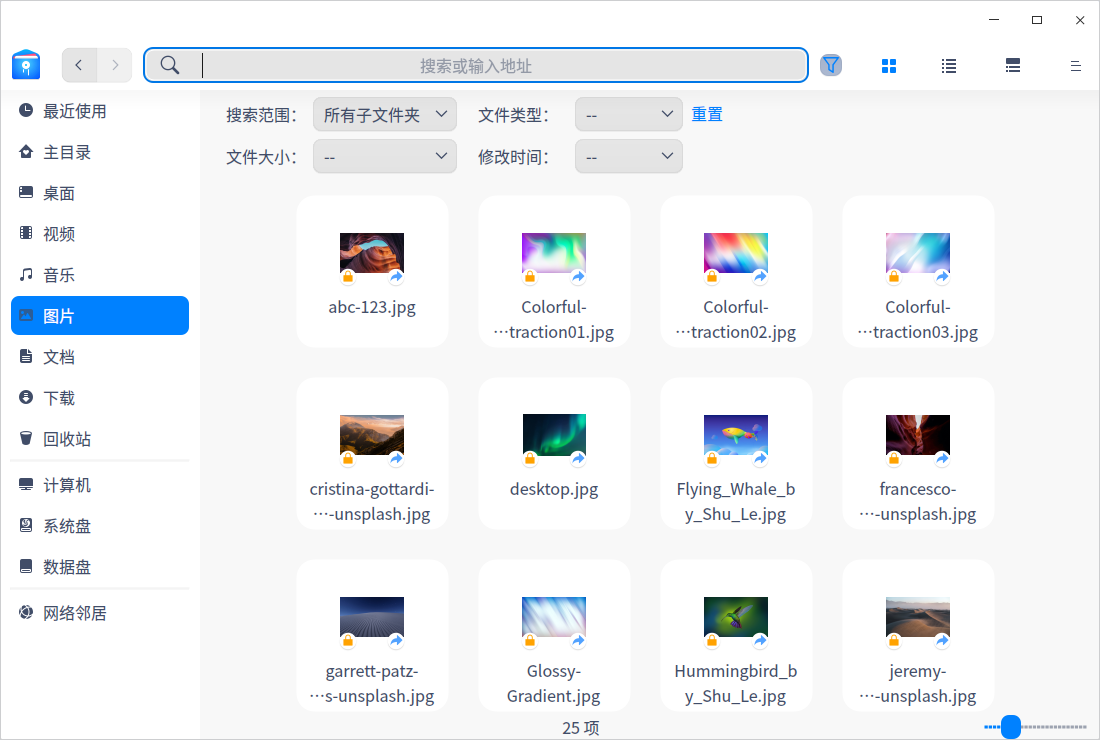 搜索或输入地址
最近使用
主目录
桌面
视频
音乐
图片
文档
下载
回收站
计算机
系统盘
数据盘
网络邻居
搜索范围： 所有子文件夹 文件类型： -- 重置
文件大小： -- 修改时间： --
abc-123.jpg
Colorful-
…traction01.jpg
Colorful-
…traction02.jpg
Colorful-
…traction03.jpg
cristina-gottardi-
…-unsplash.jpg
desktop.jpg
Flying_Whale_b
y_Shu_Le.jpg
francesco-
…-unsplash.jpg
garrett-patz-
…s-unsplash.jpg
Glossy-
Gradient.jpg
Hummingbird_b
y_Shu_Le.jpg
jeremy-
…-unsplash.jpg
25 项